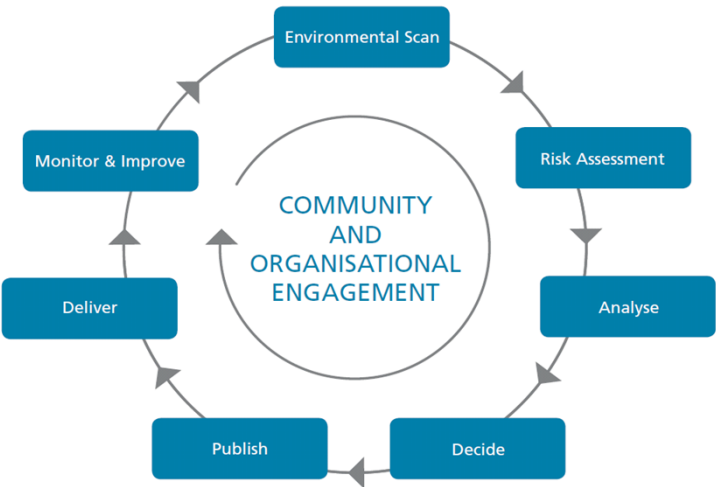 Environmental Scan
Risk Assessment
Analyse
Decide
Publish
Deliver
Monitor & Improve
COMMUNITY
AND
ORGANISATIONAL
ENGAGEMENT